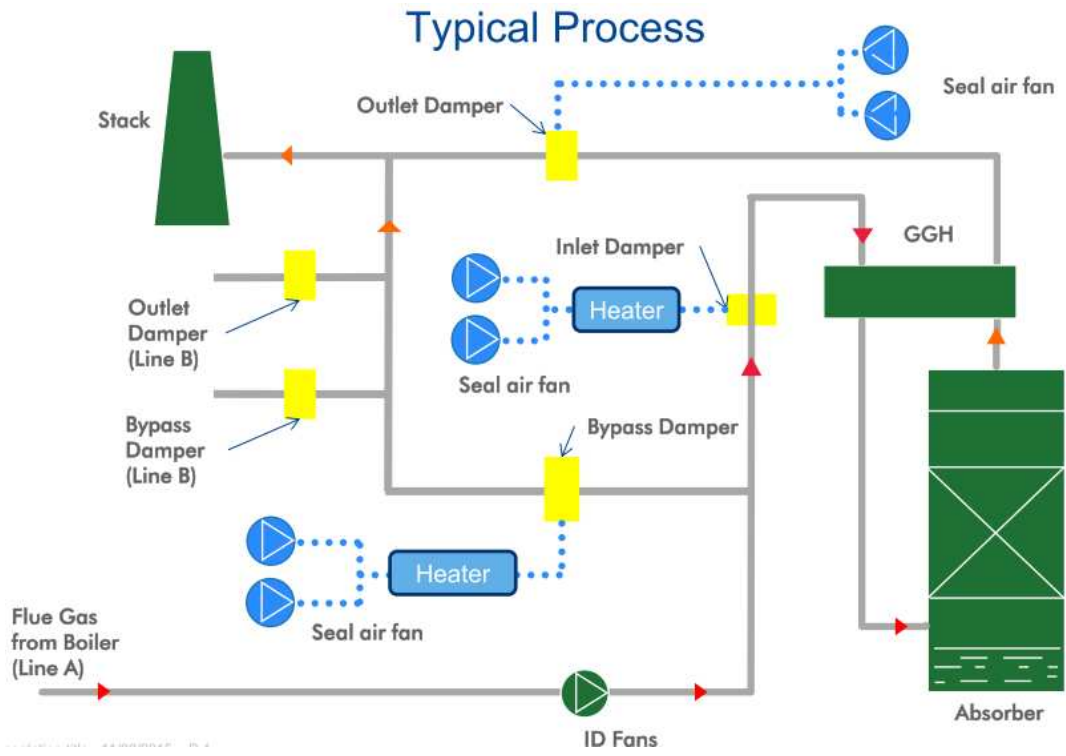 Typical Process
Stack
Outlet Damper
Seal air fan
Inlet Damper
GGH
Outlet
Damper
(Line B)
Heater
Seal air fan
Bypass
Damper
(Line B)
Bypass Damper
Heater
Seal air fan
Flue Gas
from Boiler
(Line A)
ID Fans
Absorber